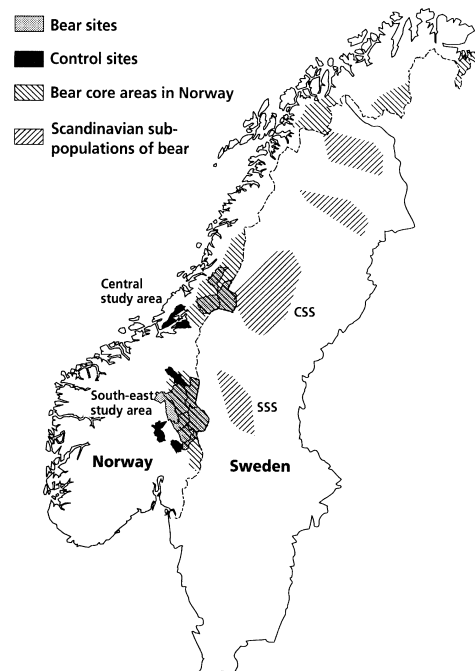 Bear sites
Control sites
Bear core areas in Norway
Scandinavian sub-
populations of bear
Central
study area
CSS
South-east
study area
SSS
Norway
Sweden